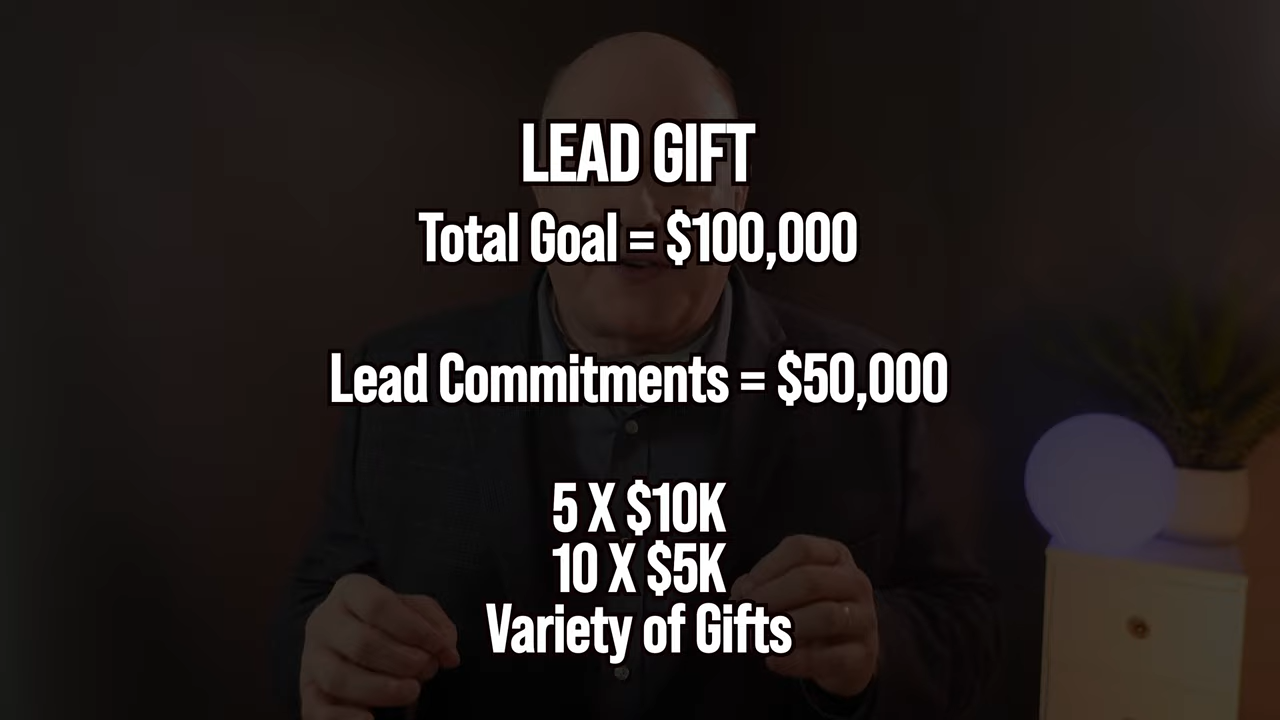 LEAD GIFT
Total Goal = $100,000
Lead Commitments = $50,000
5 X $10K
10 X $5K
Variety of Gifts